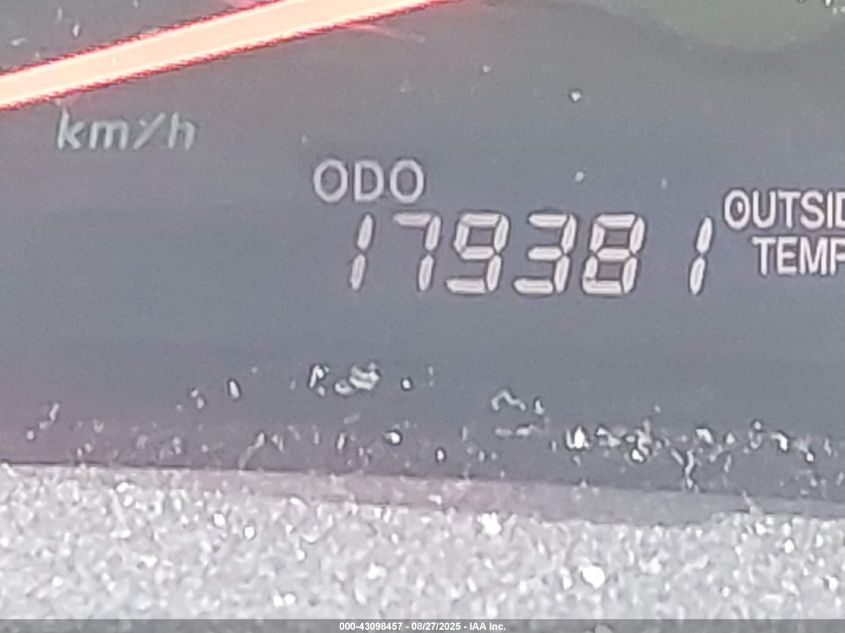 km/h
ODO
179381
OUTSID
TEMP
000-43098457 - 08/27/2025 - IAA Inc.